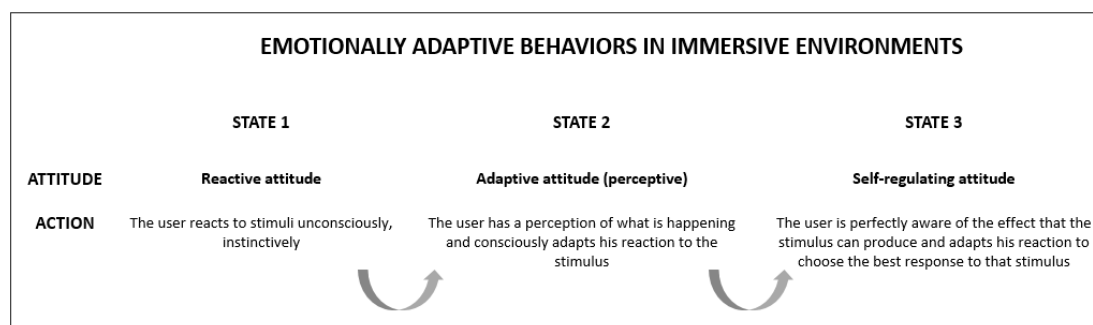 EMOTIONALLY ADAPTIVE BEHAVIORS IN IMMERSIVE ENVIRONMENTS
STATE 1 STATE 2 STATE 3
ATTITUDE Reactive attitude Adaptive attitude (perceptive) Self-regulating attitude
ACTION
The user reacts to stimuli unconsciously,
instinctively
The user has a perception of what is happening
and consciously adapts his reaction to the
stimulus
The user is perfectly aware of the effect that the
stimulus can produce and adapts his reaction to
choose the best response to that stimulus